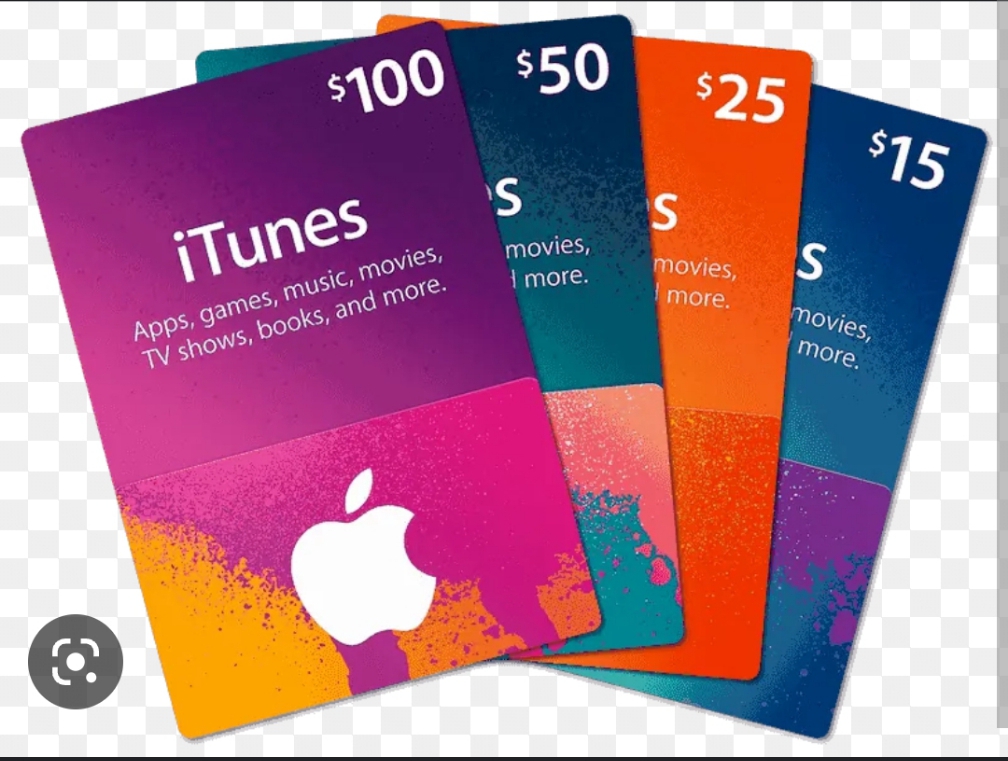 $100
iTunes
Apps, games, music, movies,
TV shows, books, and more.
$50
s
movies,
d more.
$25
s
movies,
d more.
$15
s
movies,
more.